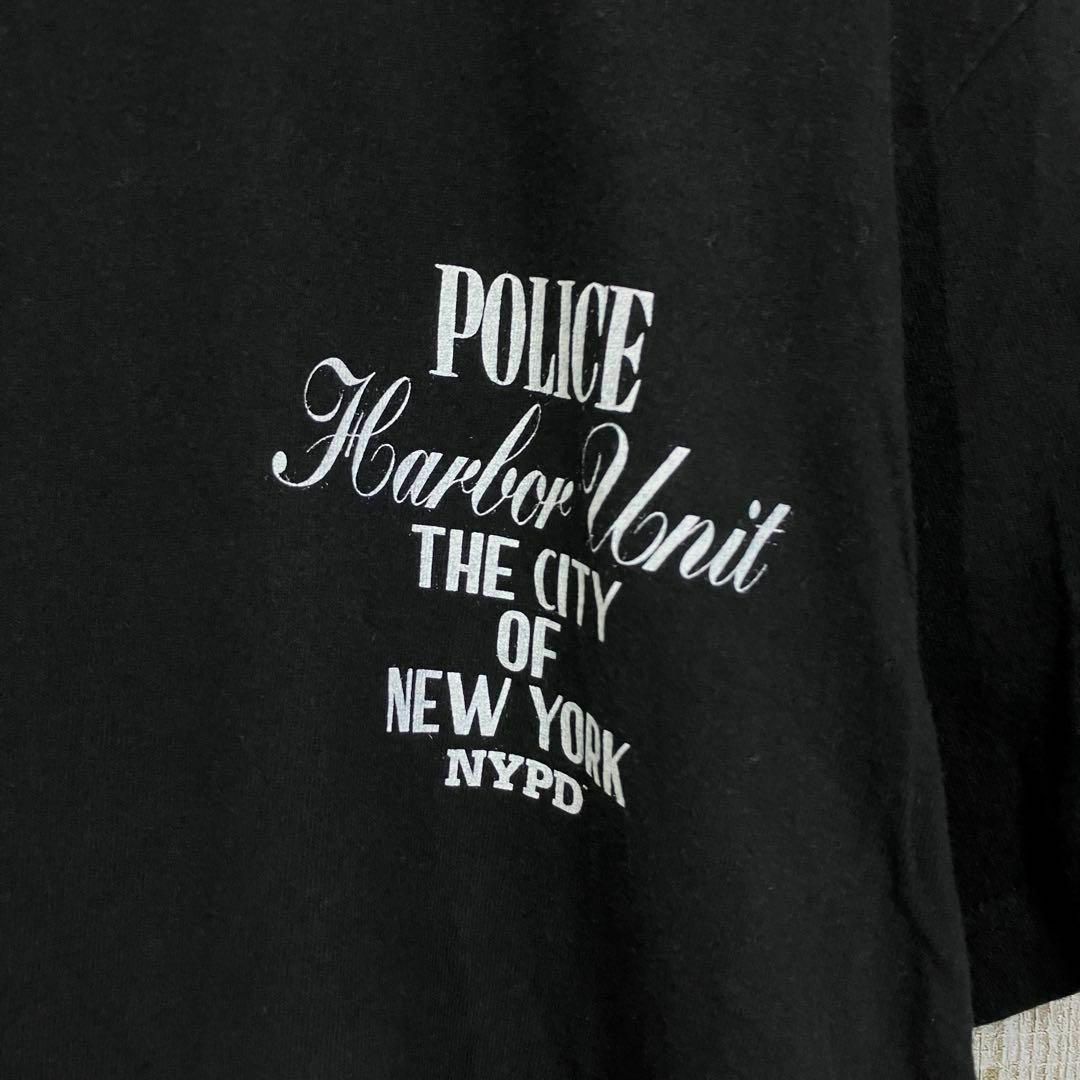 POLICE
Harbor Unit
THE CITY
OF
NEW YORK
NYPD